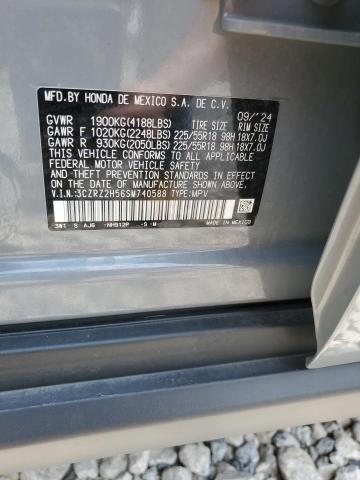 MFD.BY HONDA DE MEXICO S.A. DE C.V. 09/'24
GVWR 1900KG(4188LBS) TIRE SIZE RIM SIZE
GAWR F 1020KG(2248LBS) 225/55R18 98H 18X7.0J
GAWR R 930KG(2050LBS) 225/55R18 98H 18X7.0J
THIS VEHICLE CONFORMS TO ALL APPLICABLE
FEDERAL MOTOR VEHICLE SAFETY AND THEFT
PREVENTION STANDARDS IN EFFECT ON THE
DATE OF MANUFACTURE SHOWN ABOVE.
V.I.N.:3CZRZ2H56SM740588 TYPE:MPV
3W1 S AJ6 NH912P -S -M MADE IN MEXICO